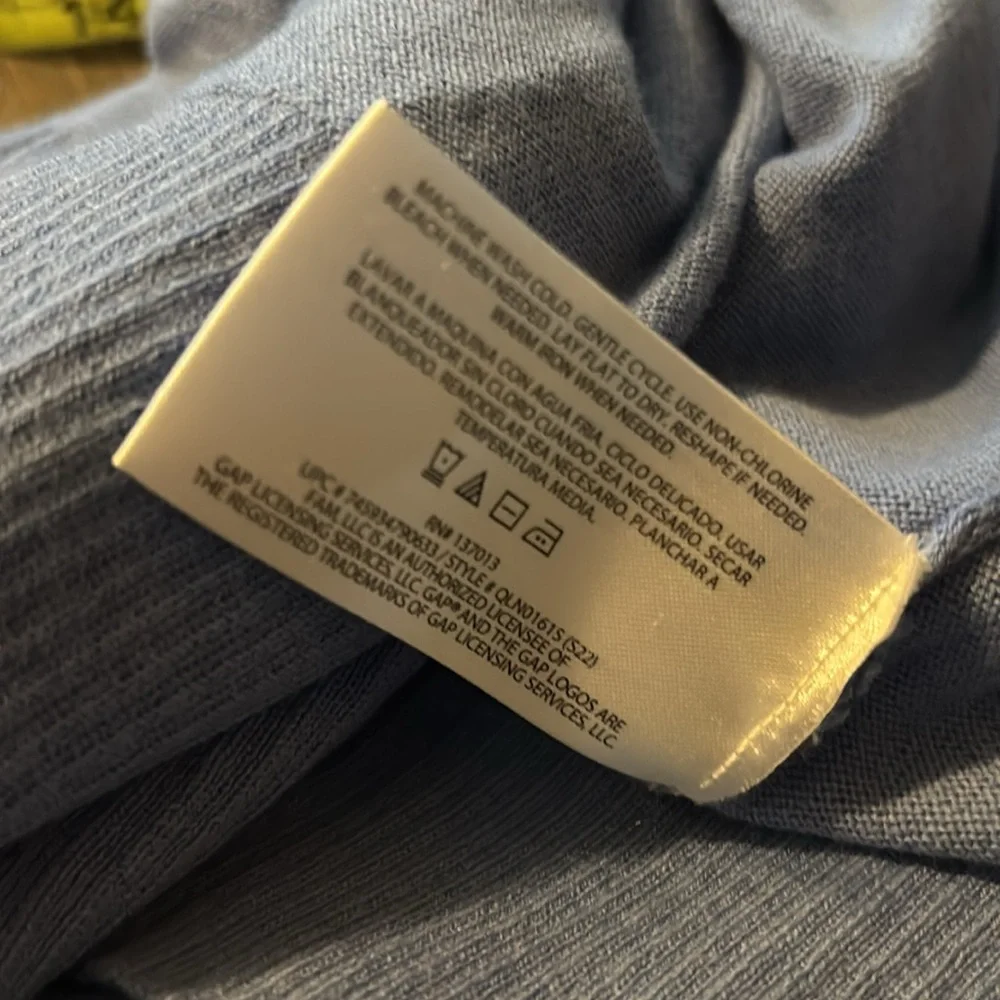 14
MACHINE WASH COLD. GENTLE CYCLE. USE NON-CHLORINE
BLEACH WHEN NEEDED. LAY FLAT TO DRY. RESHAPE IF NEEDED.
WARM IRON WHEN NEEDED.
LAVAR A MAQUINA CON AGUA FRIA. CICLO DELICADO. USAR
BLANQUEADOR SIN CLORO CUANDO SEA NECESARIO. SECAR
EXTENDIDO. REMODELAR SEA NECESARIO. PLANCHAR A
TEMPERATURA MEDIA.
RN# 137013
UPC # 745934790633 / STYLE # QLN0161S (S22)
FAM, LLC IS AN AUTHORIZED LICENSEE OF
GAP LICENSING SERVICES, LLC. GAP® AND THE GAP LOGOS ARE
THE REGISTERED TRADEMARKS OF GAP LICENSING SERVICES, LLC.